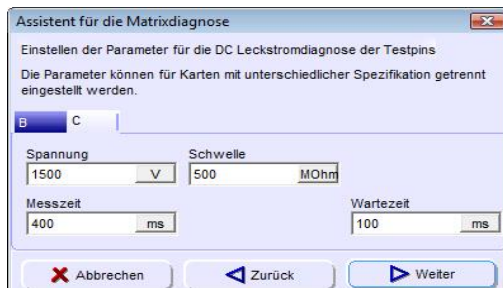 Assistent für die Matrixdiagnose
Einstellen der Parameter für die DC Leckstromdiagnose der Testpins
Die Parameter können für Karten mit unterschiedlicher Spezifikation getrennt
eingestellt werden.
B C
Spannung Schwelle
1500 V 500 MOhm
Messzeit Wartezeit
400 ms 100 ms
Abbrechen Zurück Weiter